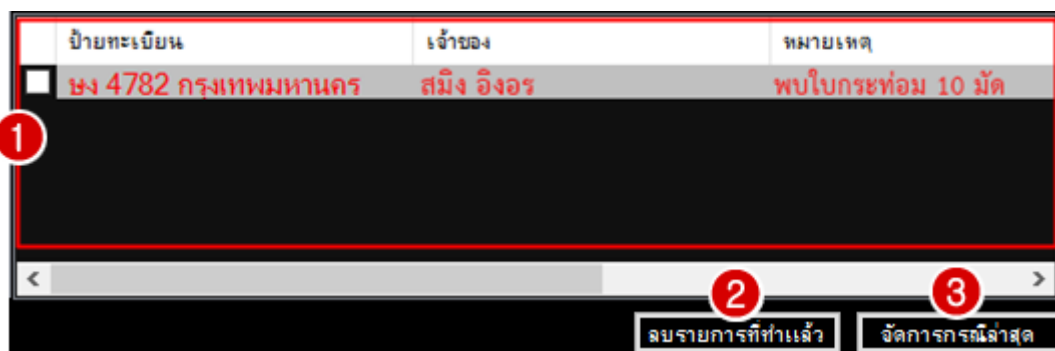 ป้ายทะเบียน เจ้าของ หมายเหตุ
ษง 4782 กรุงเทพมหานคร สมิง อิงอร พบใบกระท่อม 10 มัด
1
2 3
ลบรายการที่ทำแล้ว จัดการกรณีล่าสุด